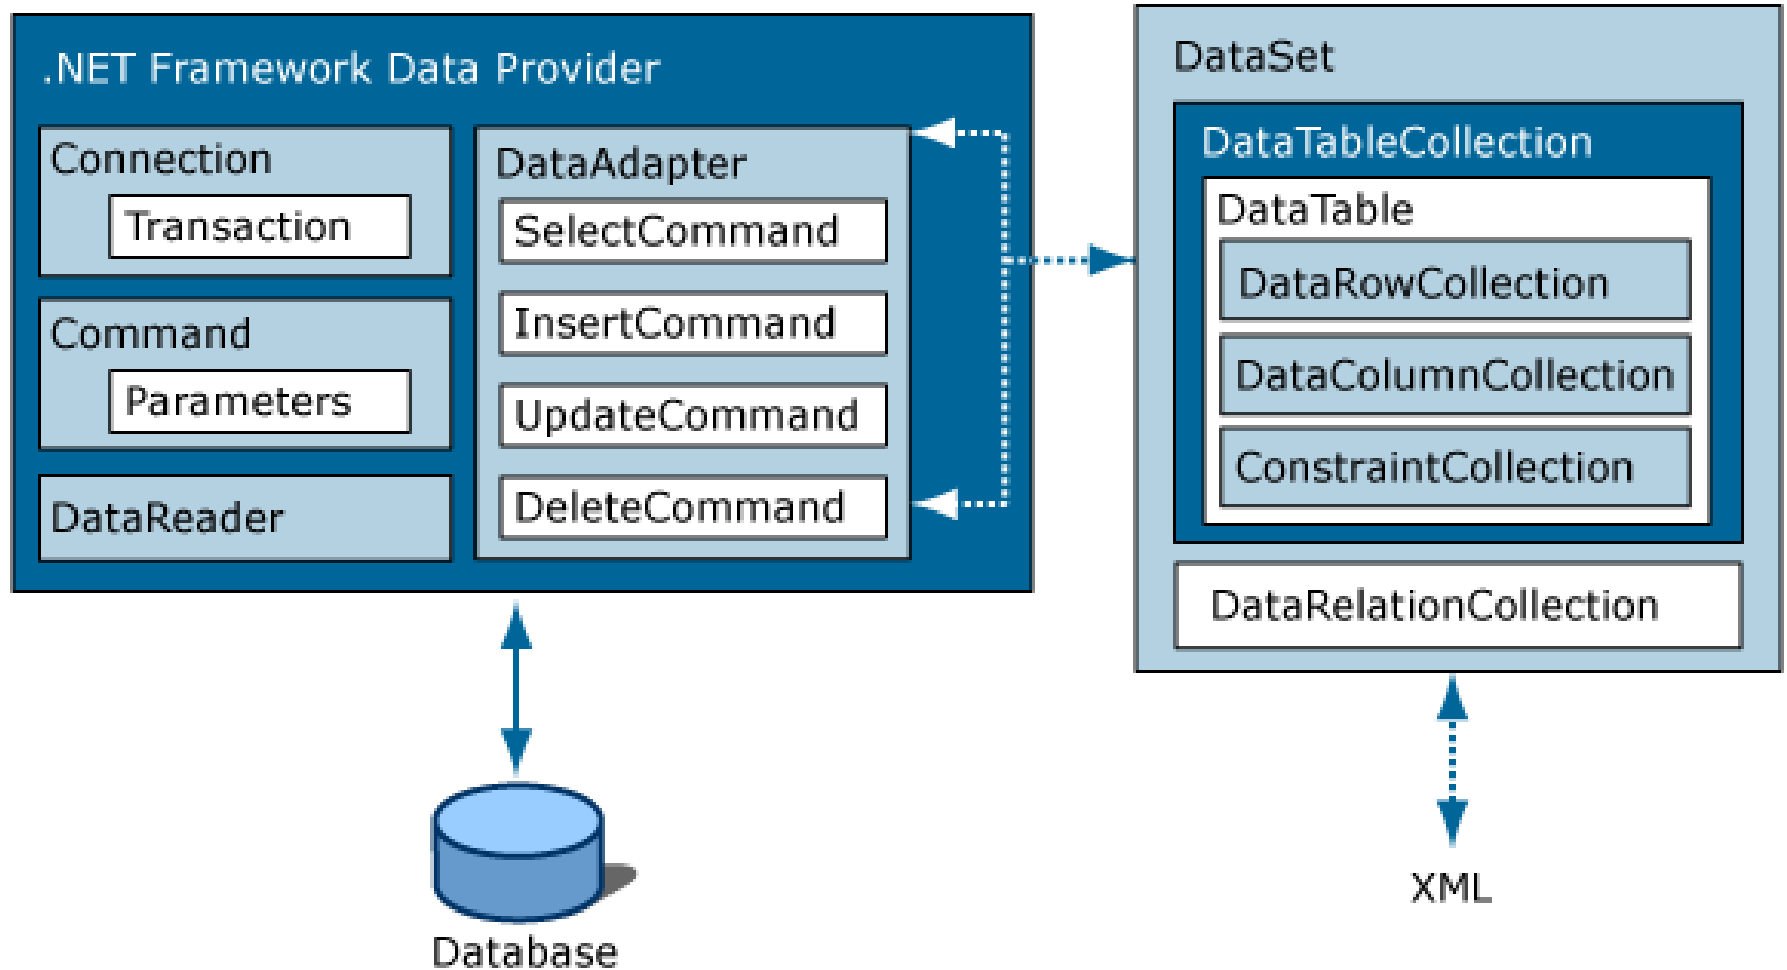 .NET Framework Data Provider
Connection
Transaction
Command
Parameters
DataReader
DataAdapter
SelectCommand
InsertCommand
UpdateCommand
DeleteCommand
DataSet
DataTableCollection
DataTable
DataRowCollection
DataColumnCollection
ConstraintCollection
DataRelationCollection
Database
XML